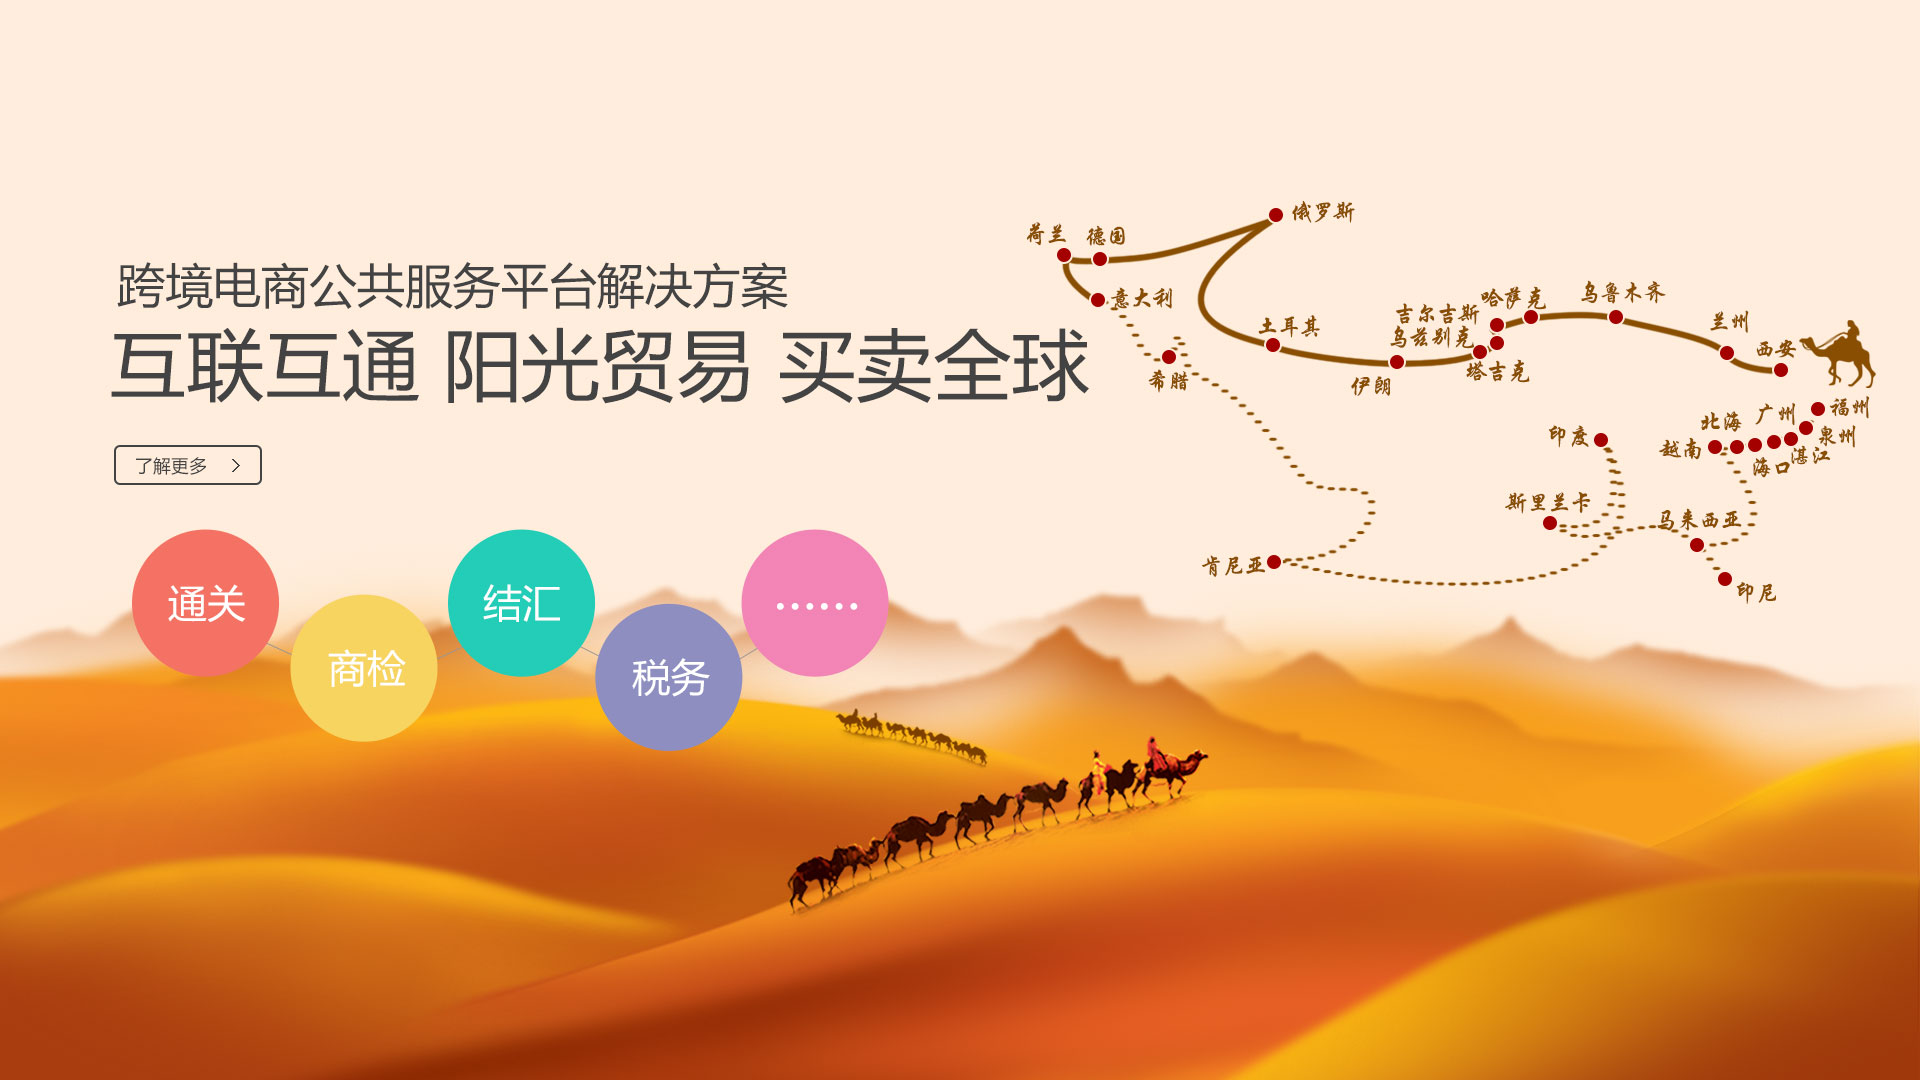 跨境电商公共服务平台解决方案
互联互通 阳光贸易 买卖全球
了解更多 >
通关
商检
结汇
税务
……
俄罗斯
荷兰
德国
意大利
希腊
土耳其
伊朗
吉尔吉斯
乌兹别克
塔吉克
哈萨克
乌鲁木齐
兰州
西安
福州
泉州
广州
北海
湛江
海口
越南
印度
斯里兰卡
马来西亚
印尼
肯尼亚